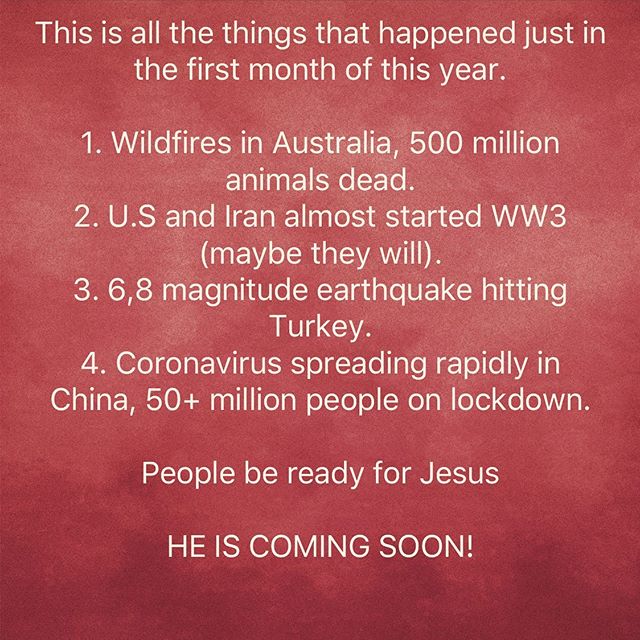 This is all the things that happened just in
the first month of this year.
1. Wildfires in Australia, 500 million
animals dead.
2. U.S and Iran almost started WW3
(maybe they will).
3. 6,8 magnitude earthquake hitting
Turkey.
4. Coronavirus spreading rapidly in
China, 50+ million people on lockdown.
People be ready for Jesus
HE IS COMING SOON!